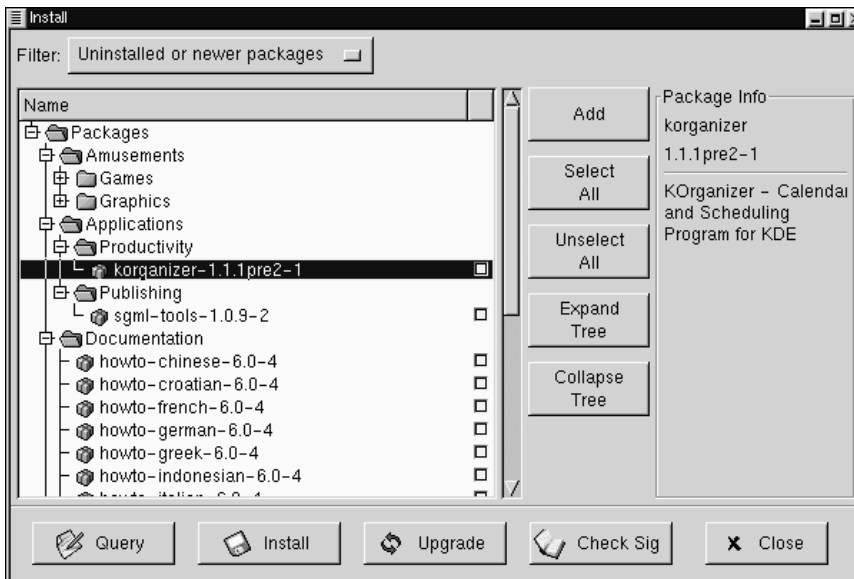 Install
Filter: Uninstalled or newer packages
Name
Packages
Amusements
Games
Graphics
Applications
Productivity
korganizer-1.1.1pre2-1
Publishing
sgml-tools-1.0.9-2
Documentation
howto-chinese-6.0-4
howto-croatian-6.0-4
howto-french-6.0-4
howto-german-6.0-4
howto-greek-6.0-4
howto-indonesian-6.0-4
Add
Select
All
Unselect
All
Expand
Tree
Collapse
Tree
Package Info
korganizer
1.1.1pre2-1
KOrganizer - Calendar
and Scheduling
Program for KDE
Query
Install
Upgrade
Check Sig
Close